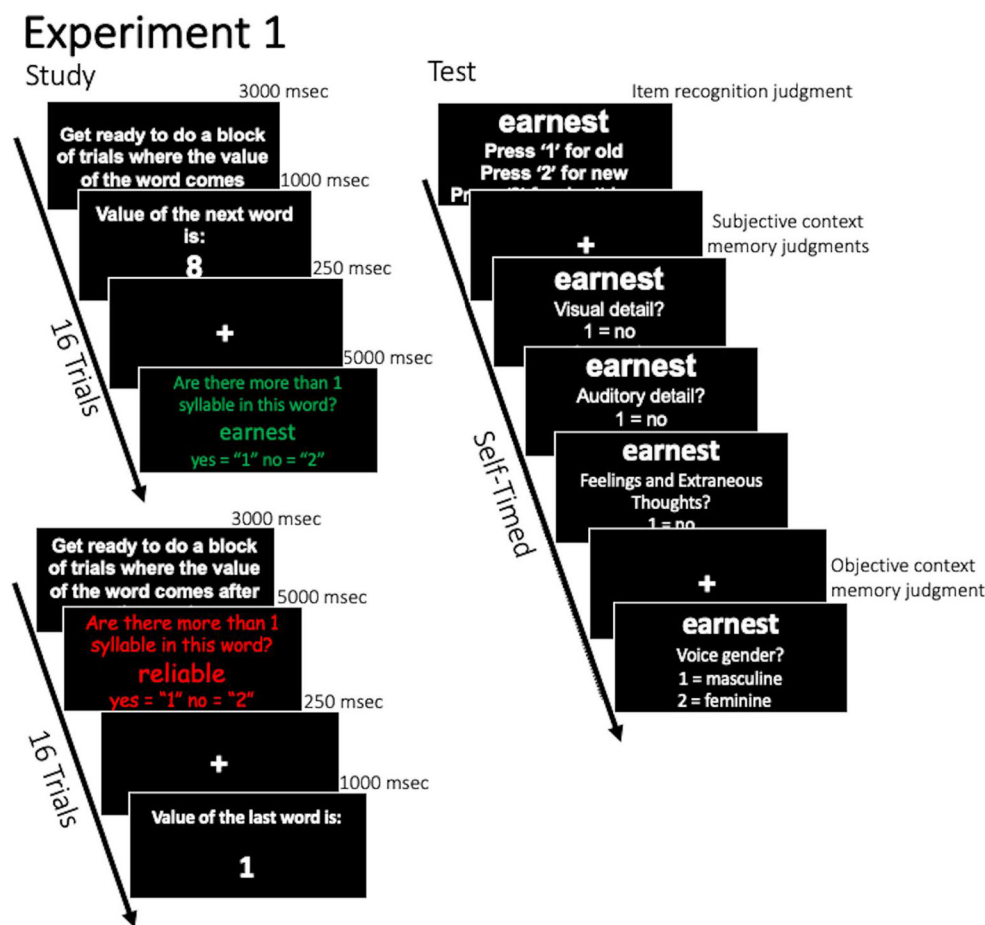 Experiment 1
Study
3000 msec
Get ready to do a block
of trials where the value
of the word comes
1000 msec
Value of the next word
is:
8
250 msec
+
5000 msec
Are there more than 1
syllable in this word?
earnest
yes = "1" no = "2"
16 Trials
3000 msec
Get ready to do a block
of trials where the value
of the word comes after
5000 msec
Are there more than 1
syllable in this word?
reliable
yes = "1" no = "2"
250 msec
+
1000 msec
Value of the last word is:
1
16 Trials
Test
Item recognition judgment
earnest
Press '1' for old
Press '2' for new
+
Subjective context
memory judgments
earnest
Visual detail?
1 = no
earnest
Auditory detail?
1 = no
earnest
Feelings and Extraneous
Thoughts?
1 = no
+
Objective context
memory judgment
earnest
Voice gender?
1 = masculine
2 = feminine
Self-Timed